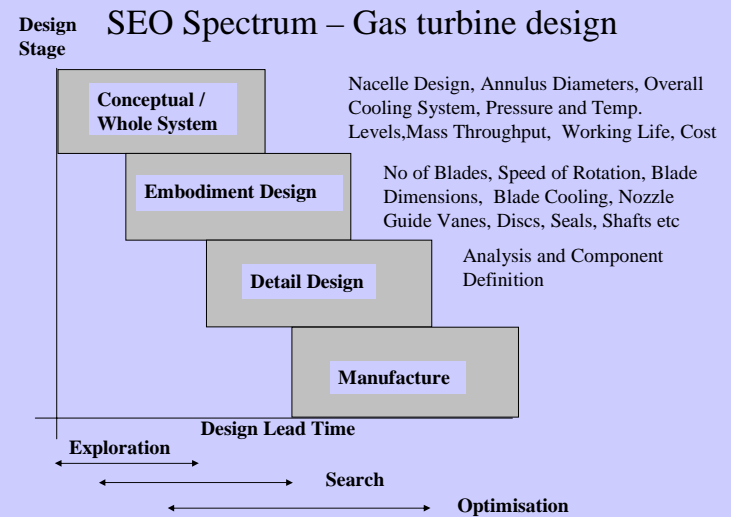 Design
Stage
SEO Spectrum – Gas turbine design
Conceptual /
Whole System
Nacelle Design, Annulus Diameters, Overall
Cooling System, Pressure and Temp.
Levels,Mass Throughput, Working Life, Cost
Embodiment Design
No of Blades, Speed of Rotation, Blade
Dimensions, Blade Cooling, Nozzle
Guide Vanes, Discs, Seals, Shafts etc
Detail Design
Analysis and Component
Definition
Manufacture
Design Lead Time
Exploration
Search
Optimisation